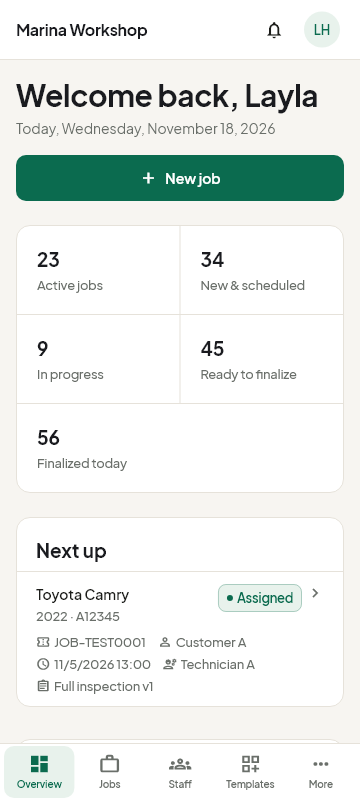 Marina Workshop
LH
Welcome back, Layla
Today, Wednesday, November 18, 2026
+ New job
23
Active jobs
34
New & scheduled
9
In progress
45
Ready to finalize
56
Finalized today
Next up
Toyota Camry
Assigned
2022 · A12345
JOB-TEST0001 Customer A
11/5/2026 13:00 Technician A
Full inspection v1
Overview Jobs Staff Templates More